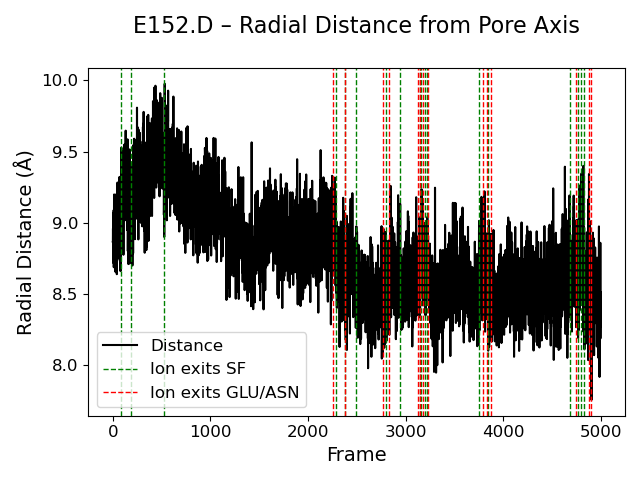 E152.D – Radial Distance from Pore Axis
Radial Distance (Å)
10.0
9.5
9.0
8.5
8.0
Distance
Ion exits SF
Ion exits GLU/ASN
0
1000
2000
3000
4000
5000
Frame